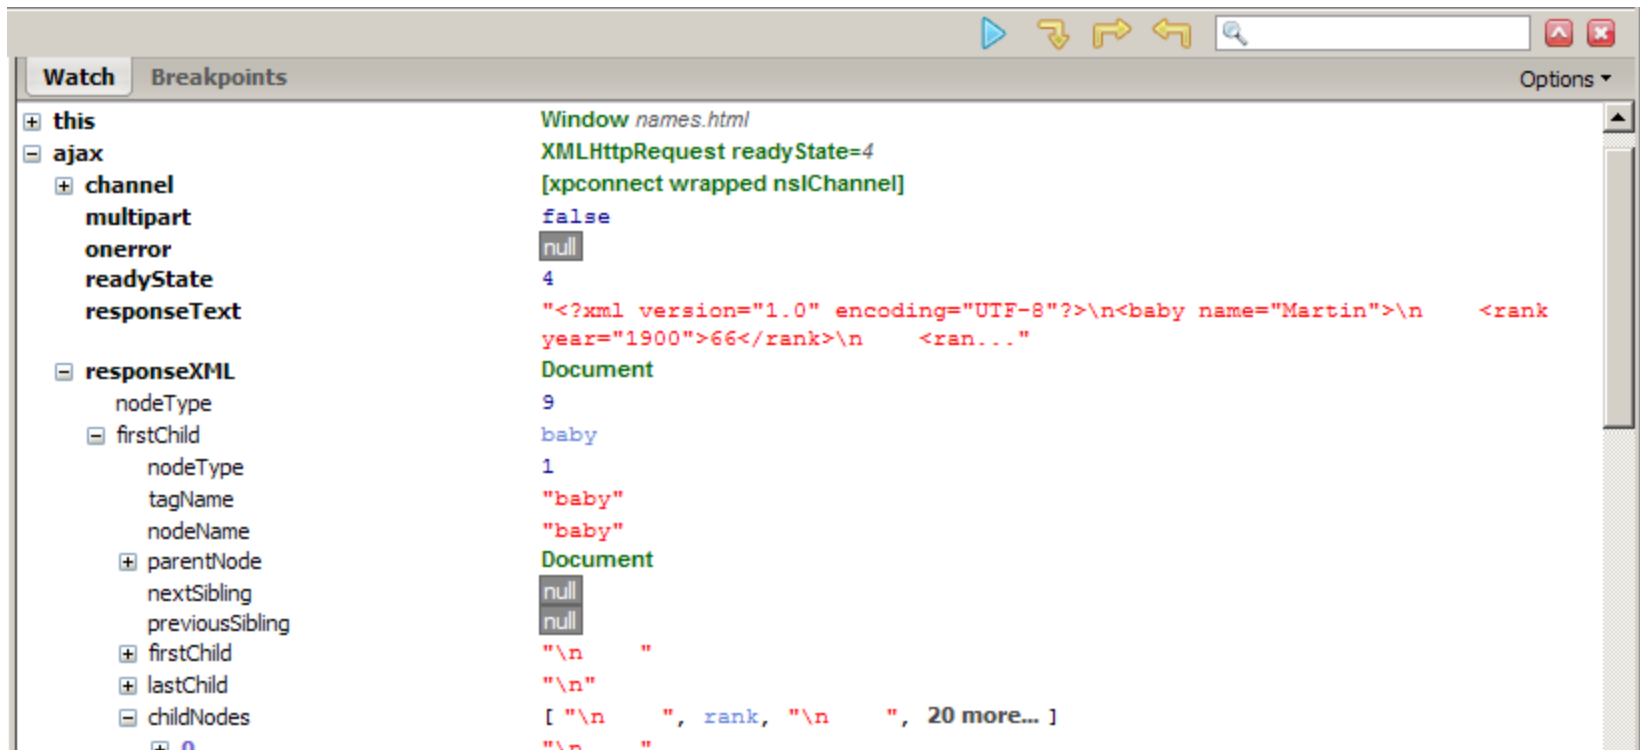 Watch Breakpoints Options
this Window names.html
ajax XMLHttpRequest readyState=4
channel [xpconnect wrapped nsIChannel]
multipart false
onerror null
readyState 4
responseText "<?xml version="1.0" encoding="UTF-8"?>\n<baby name="Martin">\n    <rank
year="1900">66</rank>\n    <ran..."
responseXML Document
nodeType 9
firstChild baby
nodeType 1
tagName "baby"
nodeName "baby"
parentNode Document
nextSibling null
previousSibling null
firstChild "\n    "
lastChild "\n"
childNodes [ "\n    ", rank, "\n    ", 20 more... ]
0 "\n    "